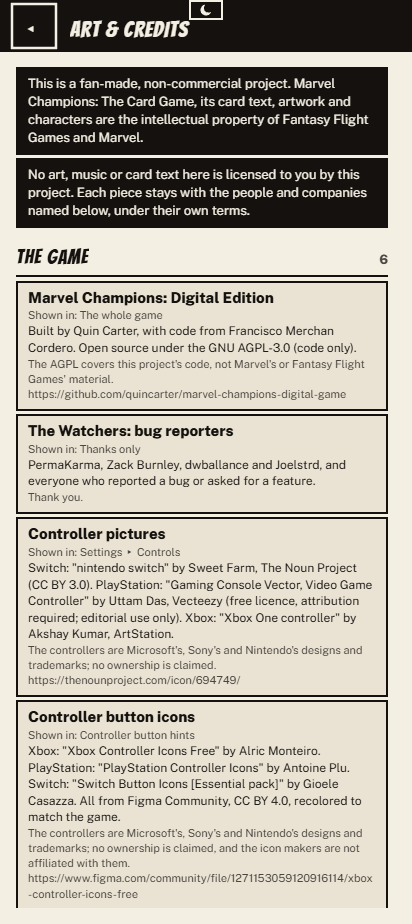 ART & CREDITS
This is a fan-made, non-commercial project. Marvel
Champions: The Card Game, its card text, artwork and
characters are the intellectual property of Fantasy Flight
Games and Marvel.
No art, music or card text here is licensed to you by this
project. Each piece stays with the people and companies
named below, under their own terms.
THE GAME 6
Marvel Champions: Digital Edition
Shown in: The whole game
Built by Quin Carter, with code from Francisco Merchan
Cordero. Open source under the GNU AGPL-3.0 (code only).
The AGPL covers this project's code, not Marvel's or Fantasy Flight
Games' material.
https://github.com/quincarter/marvel-champions-digital-game
The Watchers: bug reporters
Shown in: Thanks only
PermaKarma, Zack Burnley, dwballance and Joelstrd, and
everyone who reported a bug or asked for a feature.
Thank you.
Controller pictures
Shown in: Settings ‣ Controls
Switch: "nintendo switch" by Sweet Farm, The Noun Project
(CC BY 3.0). PlayStation: "Gaming Console Vector, Video Game
Controller" by Uttam Das, Vecteezy (free licence, attribution
required; editorial use only). Xbox: "Xbox One controller" by
Akshay Kumar, ArtStation.
The controllers are Microsoft's, Sony's and Nintendo's designs and
trademarks; no ownership is claimed.
https://thenounproject.com/icon/694749/
Controller button icons
Shown in: Controller button hints
Xbox: "Xbox Controller Icons Free" by Alric Monteiro.
PlayStation: "PlayStation Controller Icons" by Antoine Plu.
Switch: "Switch Button Icons [Essential pack]" by Gioele
Casazza. All from Figma Community, CC BY 4.0, recolored to
match the game.
The controllers are Microsoft's, Sony's and Nintendo's designs and
trademarks; no ownership is claimed, and the icon makers are not
affiliated with them.
https://www.figma.com/community/file/1271153059120916114/xbox
-controller-icons-free